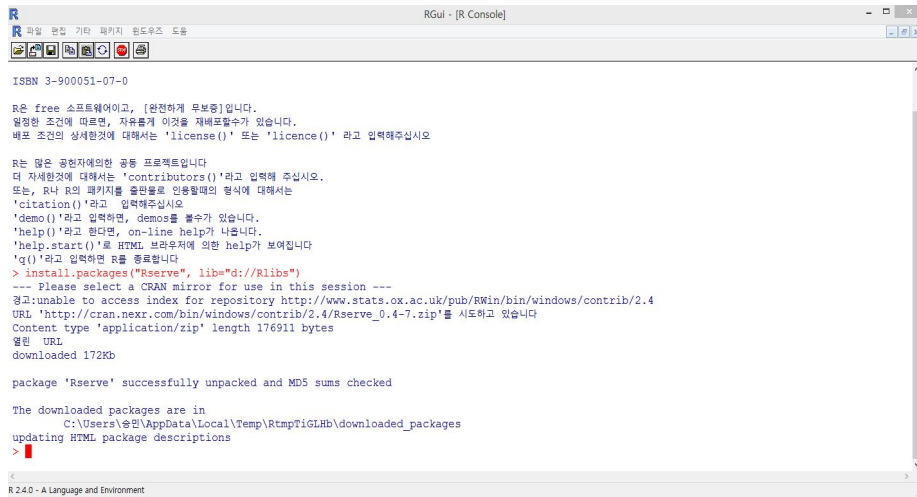 RGui - [R Console]
파일 편집 기타 패키지 윈도우즈 도움
STOP
ISBN 3-900051-07-0
R은 free 소프트웨어이고, [완전하게 무보증]입니다.
일정한 조건에 따르면, 자유롭게 이것을 재배포할수가 있습니다.
배포 조건의 상세한것에 대해서는 'license()' 또는 'licence()' 라고 입력해주십시오
R는 많은 공헌자에의한 공동 프로젝트입니다
더 자세한것에 대해서는 'contributors()'라고 입력해 주십시오.
또는, R나 R의 패키지를 출판물로 인용할때의 형식에 대해서는
'citation()'라고 입력해주십시오
'demo()'라고 입력하면, demos를 볼수가 있습니다.
'help()'라고 한다면, on-line help가 나옵니다.
'help.start()'로 HTML 브라우저에 의한 help가 보여집니다
'q()'라고 입력하면 R를 종료합니다
> install.packages("Rserve", lib="d://Rlibs")
--- Please select a CRAN mirror for use in this session ---
경고:unable to access index for repository http://www.stats.ox.ac.uk/pub/RWin/bin/windows/contrib/2.4
URL 'http://cran.nexr.com/bin/windows/contrib/2.4/Rserve_0.4-7.zip'를 시도하고 있습니다
Content type 'application/zip' length 176911 bytes
열린 URL
downloaded 172Kb
package 'Rserve' successfully unpacked and MD5 sums checked
The downloaded packages are in
C:\Users\승민\AppData\Local\Temp\RtmpTiGLHb\downloaded_packages
updating HTML package descriptions
>
R 2.4.0 - A Language and Environment